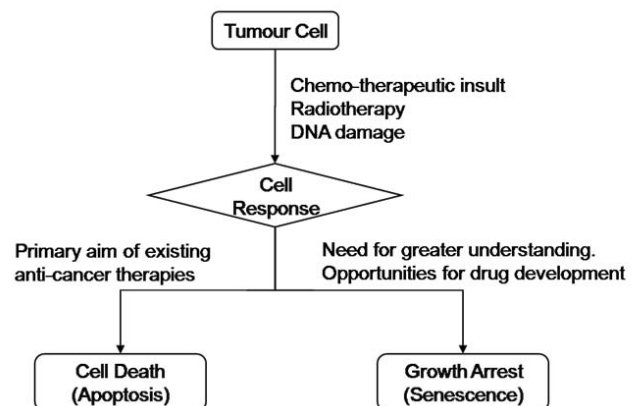 Tumour Cell
Chemo-therapeutic insult
Radiotherapy
DNA damage
Cell
Response
Primary aim of existing
anti-cancer therapies
Need for greater understanding.
Opportunities for drug development
Cell Death
(Apoptosis)
Growth Arrest
(Senescence)